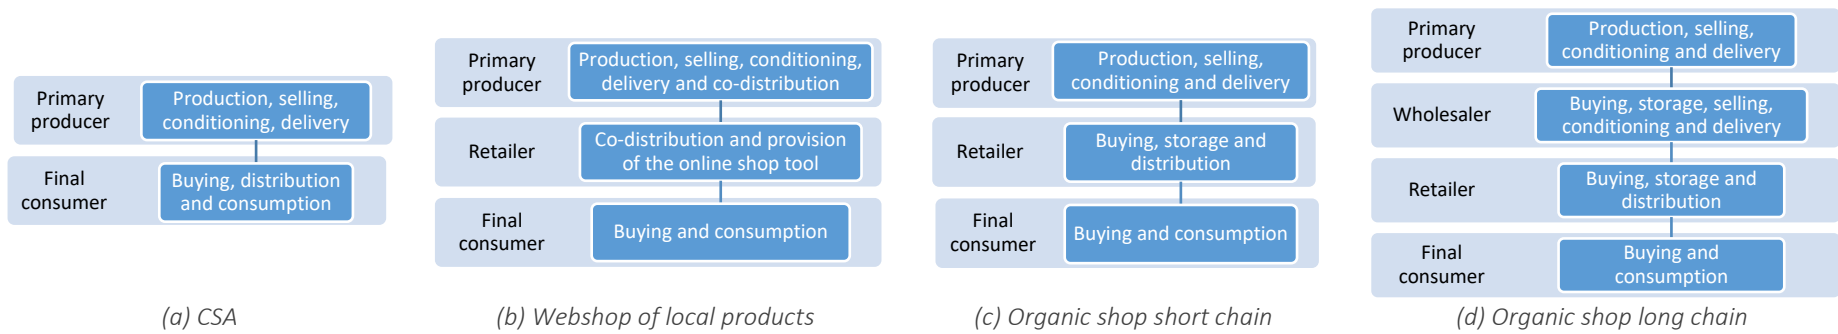 Primary
producer
Production, selling,
conditioning, delivery
Final
consumer
Buying, distribution
and consumption
(a) CSA
Primary
producer
Production, selling, conditioning,
delivery and co-distribution
Retailer
Co-distribution and provision
of the online shop tool
Final
consumer
Buying and consumption
(b) Webshop of local products
Primary
producer
Production, selling,
conditioning and delivery
Retailer
Buying, storage and
distribution
Final
consumer
Buying and consumption
(c) Organic shop short chain
Primary
producer
Production, selling,
conditioning and delivery
Wholesaler
Buying, storage, selling,
conditioning and delivery
Retailer
Buying, storage and
distribution
Final
consumer
Buying and
consumption
(d) Organic shop long chain